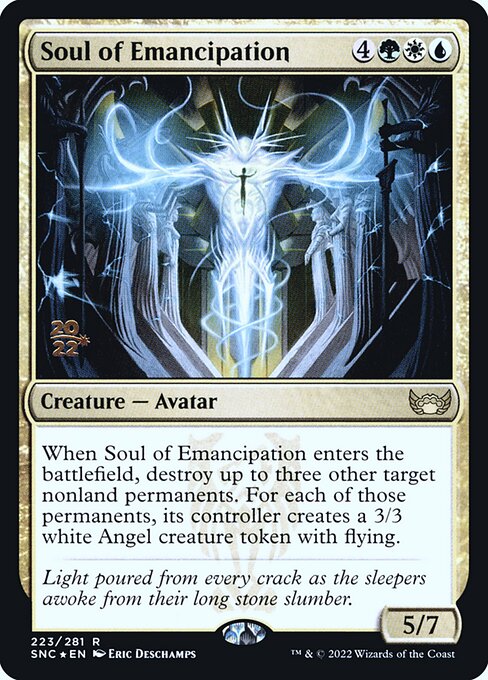 Soul of Emancipation 4
20
22
Creature — Avatar
When Soul of Emancipation enters the
battlefield, destroy up to three other target
nonland permanents. For each of those
permanents, its controller creates a 3/3
white Angel creature token with flying.
Light poured from every crack as the sleepers
awoke from their long stone slumber.
5/7
223/281 R
SNC ★ EN Eric Deschamps ™ & © 2022 Wizards of the Coast